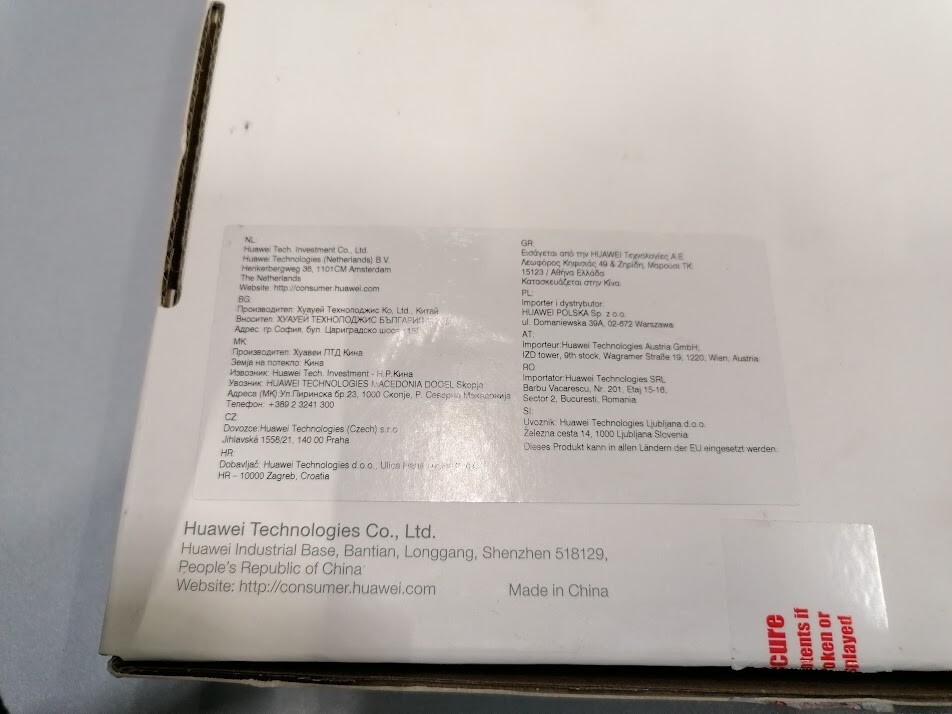 NL:
Huawei Tech. Investment Co., Ltd.
Huawei Technologies (Netherlands) B.V.
Herikerbergweg 36, 1101CM Amsterdam
The Netherlands
Website: http://consumer.huawei.com
BG:
Производител: Хуауей Технолоджис Ко, Лтд., Китай
Вносител: ХУАУЕЙ ТЕХНОЛОДЖИС БЪЛГАРИЯ
Адрес: гр.София, бул. Цариградско шосе
MK:
Производител: Хуавеи ЛТД Кина
Земја на потекло: Кина
Извозник: Huawei Tech. Investment - Н.Р.Кина
Увозник: HUAWEI TECHNOLOGIES MACEDONIA DOOEL Skopja
Адреса (МК):Ул.Пиринска бр.23, 1000 Скопје, Р. Северна Македонија
Телефон: +389 2 3241 300
CZ:
Dovozce:Huawei Technologies (Czech) s.r.o
Jihlavská 1558/21, 140 00 Praha
HR:
Dobavljač: Huawei Technologies d.o.o., Ulica
HR – 10000 Zagreb, Croatia
GR:
Εισάγεται από την HUAWEI Τεχνολογίες Α.Ε.
Λεωφόρος Κηφισιάς 49 & Ζηρίδη, Μαρούσι ΤΚ
15123 / Αθήνα Ελλάδα
Κατασκευάζεται στην Κίνα
PL:
Importer i dystrybutor:
HUAWEI POLSKA Sp. z o.o.
ul. Domaniewska 39A, 02-672 Warszawa
AT:
Importeur:Huawei Technologies Austria GmbH,
IZD tower, 9th stock, Wagramer Straße 19, 1220, Wien, Austria
RO
Importator:Huawei Technologies SRL
Barbu Vacarescu, Nr. 201, Etaj 15-16,
Sector 2, Bucuresti, Romania
SI:
Uvoznik: Huawei Technologies Ljubljana d.o.o.
Železna cesta 14, 1000 Ljubljana Slovenia
Dieses Produkt kann in allen Ländern der EU eingesetzt werden.
Huawei Technologies Co., Ltd.
Huawei Industrial Base, Bantian, Longgang, Shenzhen 518129,
People's Republic of China
Website: http://consumer.huawei.com
Made in China
cure
tents if
oken or
played